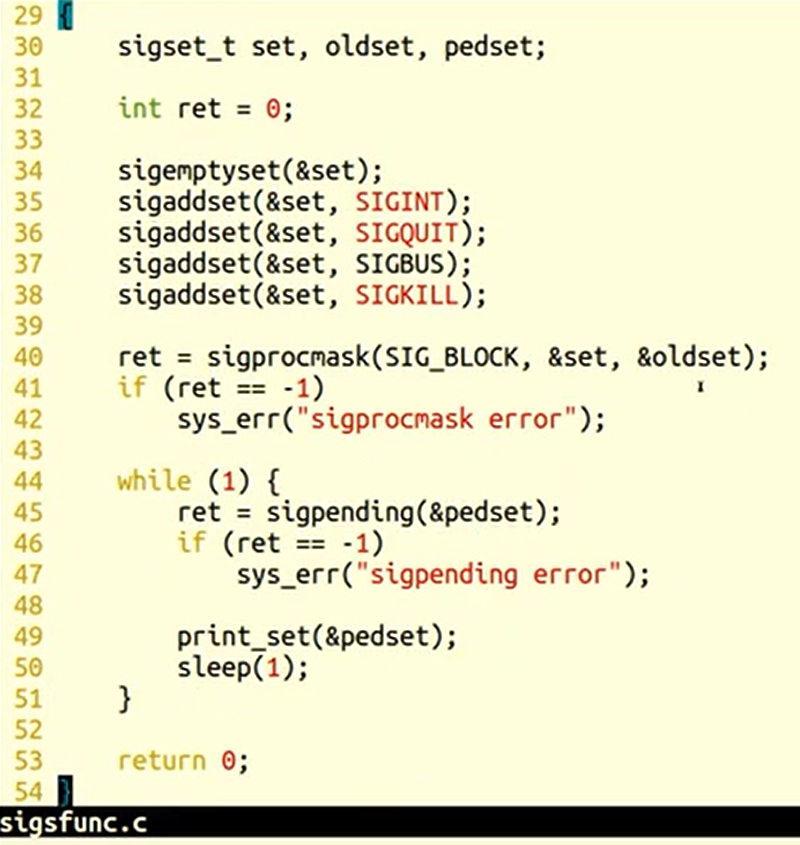 29 {
30     sigset_t set, oldset, pedset;
31
32     int ret = 0;
33
34     sigemptyset(&set);
35     sigaddset(&set, SIGINT);
36     sigaddset(&set, SIGQUIT);
37     sigaddset(&set, SIGBUS);
38     sigaddset(&set, SIGKILL);
39
40     ret = sigprocmask(SIG_BLOCK, &set, &oldset);
41     if (ret == -1)
42         sys_err("sigprocmask error");
43
44     while (1) {
45         ret = sigpending(&pedset);
46         if (ret == -1)
47             sys_err("sigpending error");
48
49         print_set(&pedset);
50         sleep(1);
51     }
52
53     return 0;
54 }
sigsfunc.c